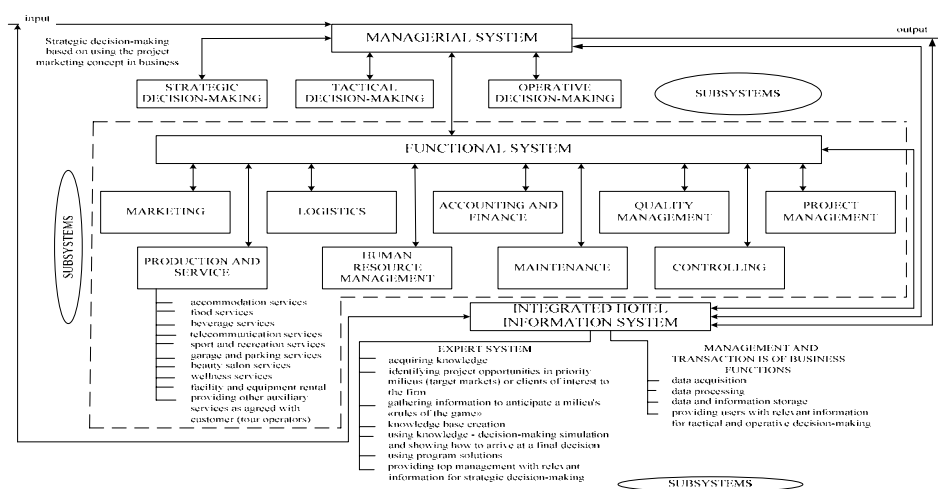 input
output
MANAGERIAL SYSTEM
Strategic decision-making
based on using the project
marketing concept in business
STRATEGIC
DECISION-MAKING
TACTICAL
DECISION-MAKING
OPERATIVE
DECISION-MAKING
SUBSYSTEMS
FUNCTIONAL SYSTEM
SUBSYSTEMS
MARKETING
LOGISTICS
ACCOUNTING AND
FINANCE
QUALITY
MANAGEMENT
PROJECT
MANAGEMENT
PRODUCTION AND
SERVICE
HUMAN
RESOURCE
MANAGEMENT
MAINTENANCE
CONTROLLING
accommodation services
food services
beverage services
telecommunication services
sport and recreation services
garage and parking services
beauty salon services
wellness services
facility and equipment rental
providing other auxiliary
services as agreed with
customer (tour operators)
INTEGRATED HOTEL
INFORMATION SYSTEM
EXPERT SYSTEM
acquiring knowledge
identifying project opportunities in priority
milieus (target markets) or clients of interest to
the firm
gathering information to anticipate a milieu's
«rules of the game»
knowledge base creation
using knowledge - decision-making simulation
and showing how to arrive at a final decision
using program solutions
providing top management with relevant
information for strategic decision-making
MANAGEMENT AND
TRANSACTION IS OF BUSINESS
FUNCTIONS
data acquisition
data processing
data and information storage
providing users with relevant information
for tactical and operative decision-making
SUBSYSTEMS